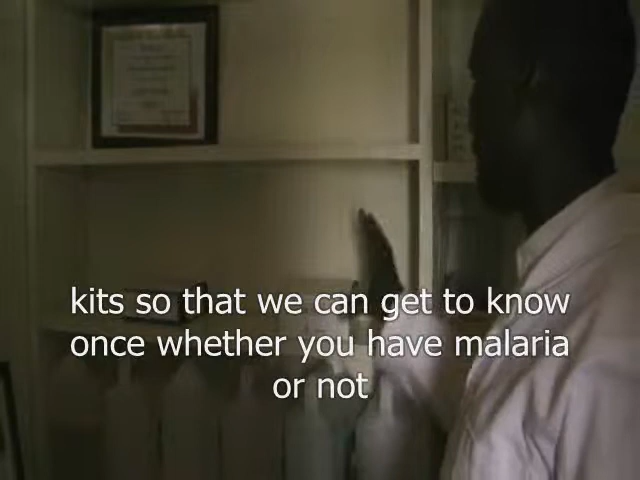 kits so that we can get to know
once whether you have malaria
or not